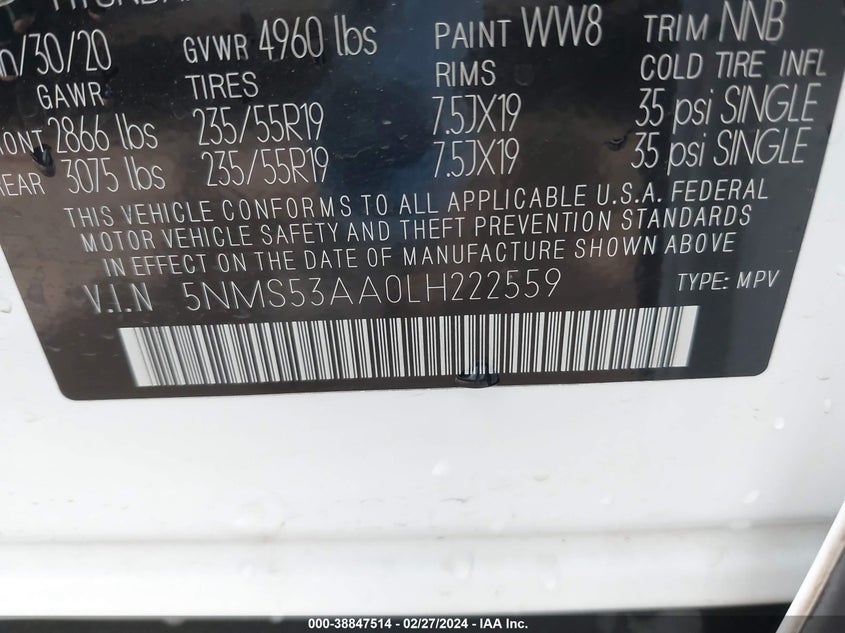 n/30/20 GVWR 4960 lbs PAINT WW8 TRIM NNB
GAWR TIRES RIMS COLD TIRE INFL
ONT 2866 lbs 235/55R19 7.5JX19 35 psi SINGLE
EAR 3075 lbs 235/55R19 7.5JX19 35 psi SINGLE
THIS VEHICLE CONFORMS TO ALL APPLICABLE U.S.A. FEDERAL
MOTOR VEHICLE SAFETY AND THEFT PREVENTION STANDARDS
IN EFFECT ON THE DATE OF MANUFACTURE SHOWN ABOVE
V.I.N 5NMS53AA0LH222559 TYPE: MPV
000-38847514 - 02/27/2024 - IAA Inc.